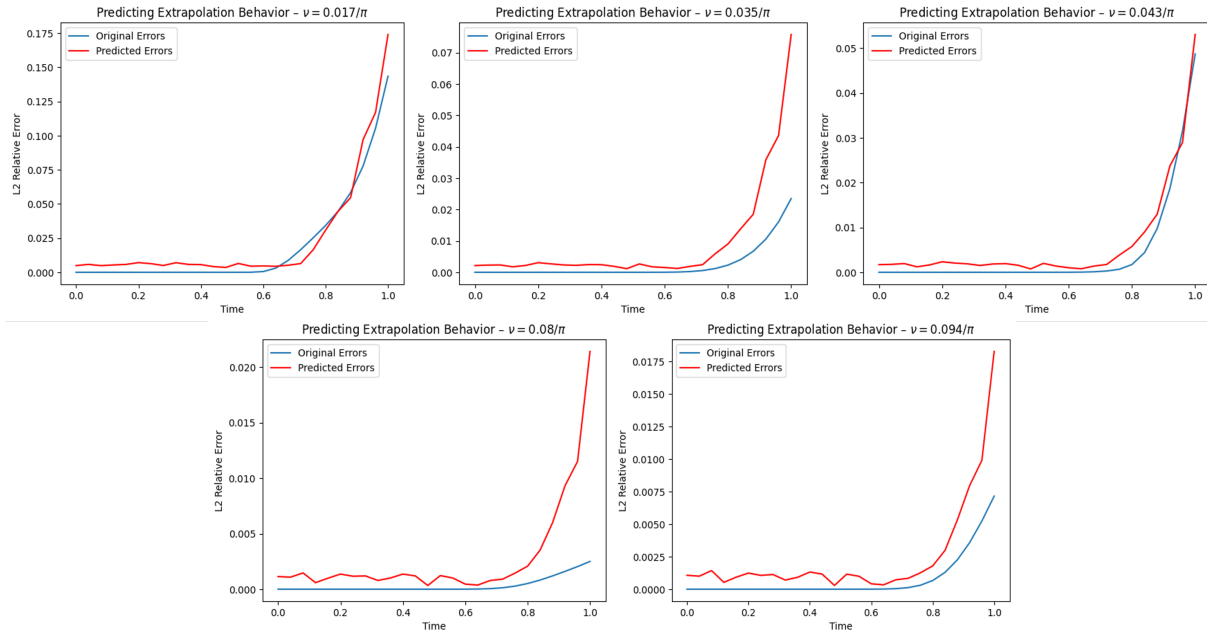 Predicting Extrapolation Behavior – ν = 0.017/π
Original Errors
Predicted Errors
L2 Relative Error
0.175
0.150
0.125
0.100
0.075
0.050
0.025
0.000
0.0 0.2 0.4 0.6 0.8 1.0
Time
Predicting Extrapolation Behavior – ν = 0.035/π
Original Errors
Predicted Errors
L2 Relative Error
0.07
0.06
0.05
0.04
0.03
0.02
0.01
0.00
0.0 0.2 0.4 0.6 0.8 1.0
Time
Predicting Extrapolation Behavior – ν = 0.043/π
Original Errors
Predicted Errors
L2 Relative Error
0.05
0.04
0.03
0.02
0.01
0.00
0.0 0.2 0.4 0.6 0.8 1.0
Time
Predicting Extrapolation Behavior – ν = 0.08/π
Original Errors
Predicted Errors
L2 Relative Error
0.020
0.015
0.010
0.005
0.000
0.0 0.2 0.4 0.6 0.8 1.0
Time
Predicting Extrapolation Behavior – ν = 0.094/π
Original Errors
Predicted Errors
L2 Relative Error
0.0175
0.0150
0.0125
0.0100
0.0075
0.0050
0.0025
0.0000
0.0 0.2 0.4 0.6 0.8 1.0
Time